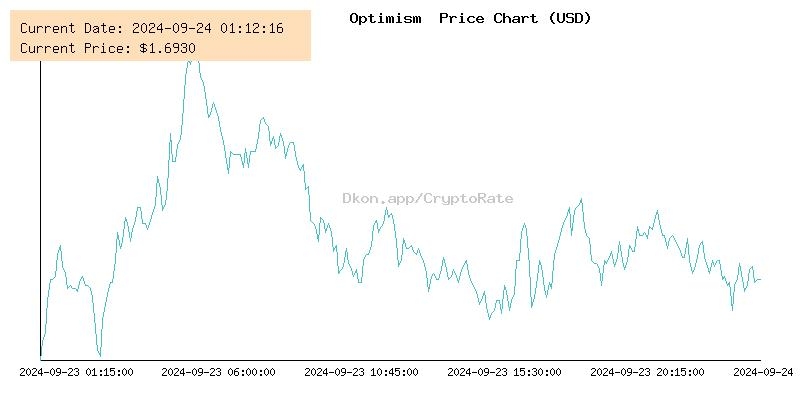 Optimism  Price Chart (USD)
Current Date: 2024-09-24 01:12:16
Current Price: $1.6930
Dkon.app/CryptoRate
2024-09-23 01:15:00 2024-09-23 06:00:00 2024-09-23 10:45:00 2024-09-23 15:30:00 2024-09-23 20:15:00 2024-09-24